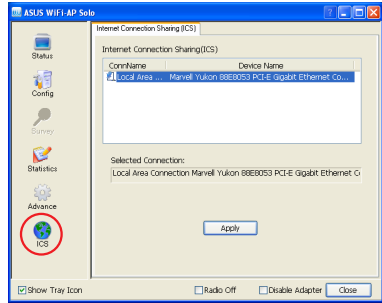 ASUS WiFi-AP Solo
Internet Connection Sharing (ICS)
Status
Config
Survey
Statistics
Advance
ICS
Internet Connection Sharing(ICS)
ConnName Device Name
Local Area ... Marvell Yukon 88E8053 PCI-E Gigabit Ethernet Co...
Selected Connection:
Local Area Connection Marvell Yukon 88E8053 PCI-E Gigabit Ethernet C
Apply
Show Tray Icon
Radio Off
Disable Adapter
Close